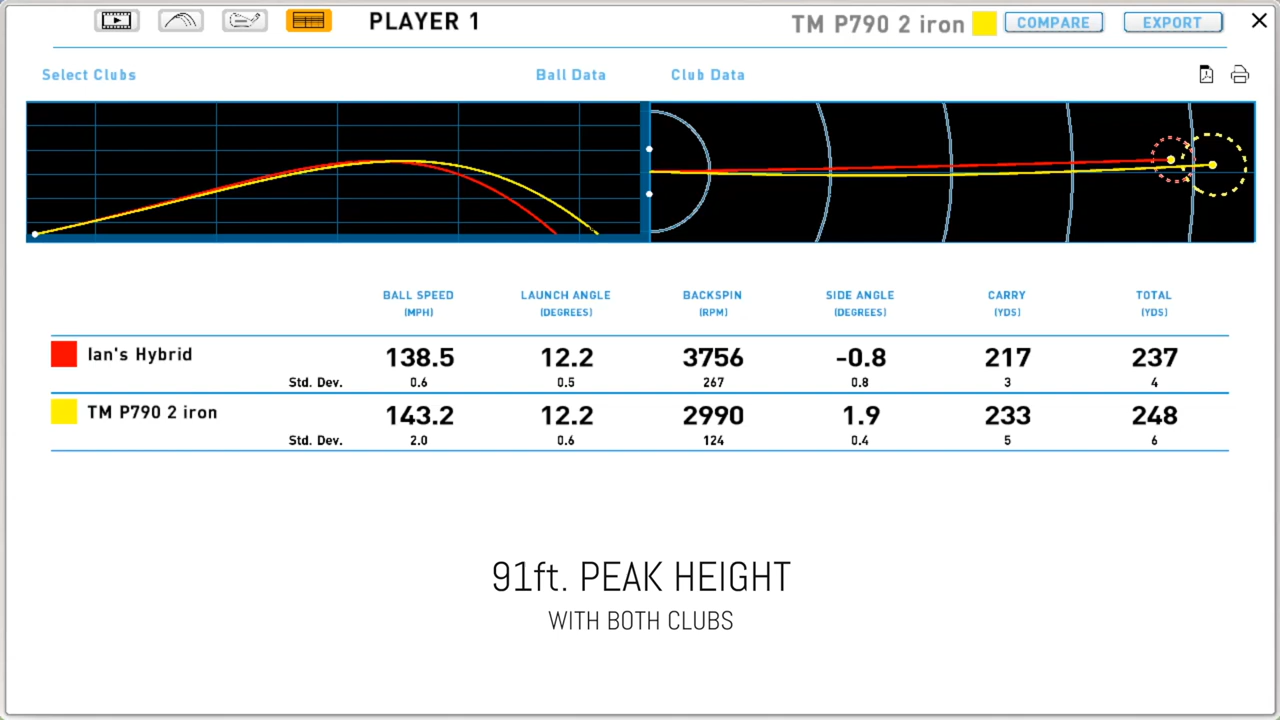 PLAYER 1
TM P790 2 iron
COMPARE
EXPORT
Select Clubs
Ball Data
Club Data
BALL SPEED LAUNCH ANGLE BACKSPIN SIDE ANGLE CARRY TOTAL
(MPH) (DEGREES) (RPM) (DEGREES) (YDS) (YDS)
Ian's Hybrid 138.5 12.2 3756 -0.8 217 237
Std. Dev. 0.6 0.5 267 0.8 3 4
TM P790 2 iron 143.2 12.2 2990 1.9 233 248
Std. Dev. 2.0 0.6 124 0.4 5 6
91ft. PEAK HEIGHT
WITH BOTH CLUBS